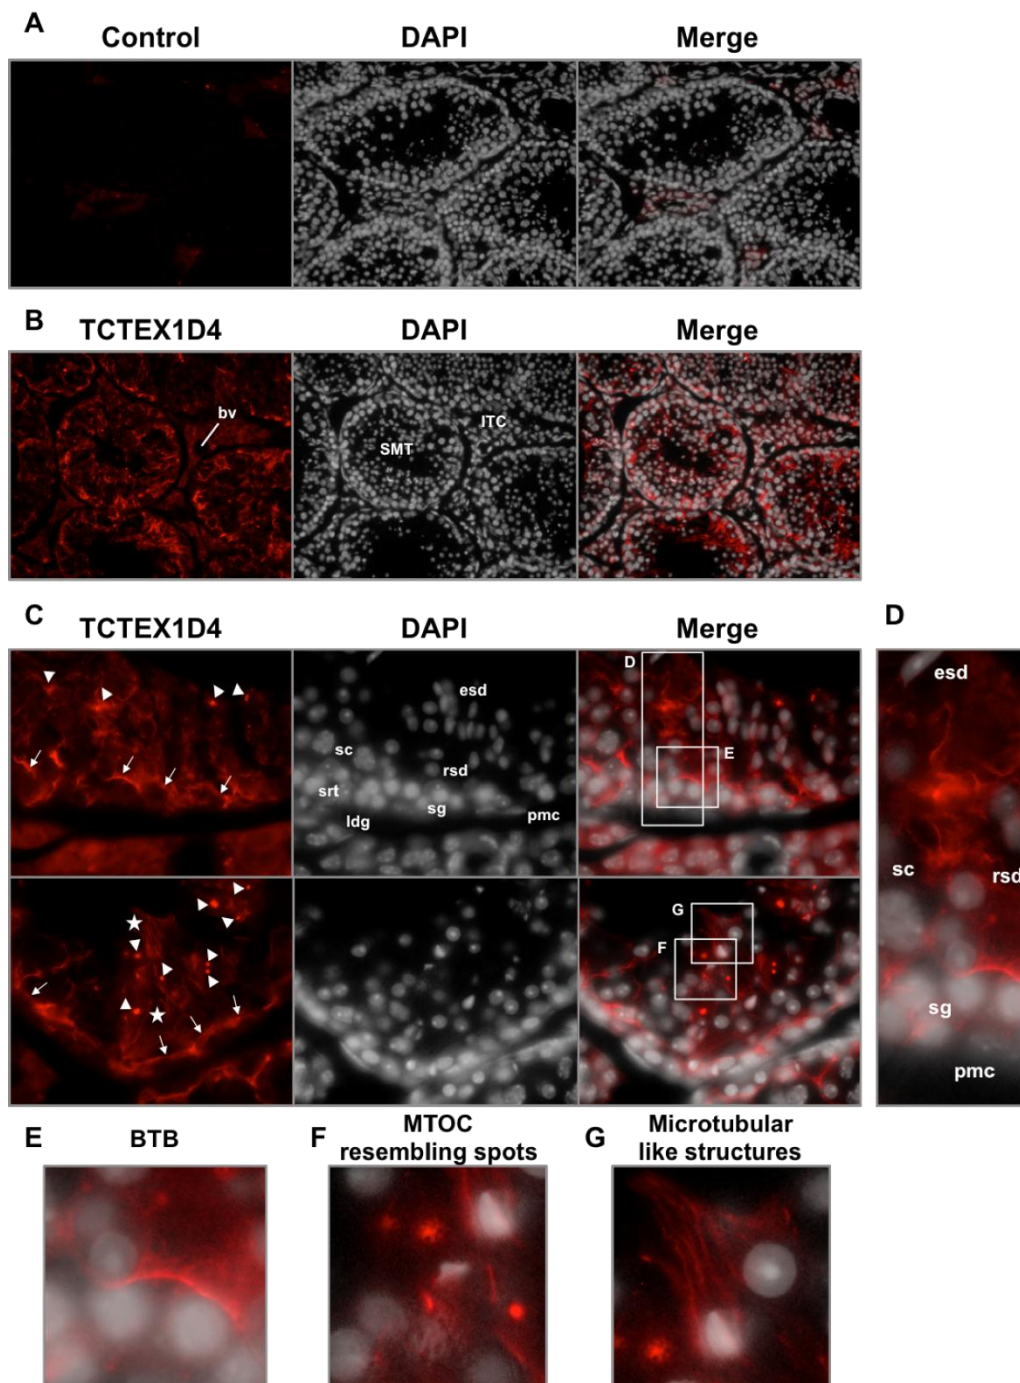 A
Control
DAPI
Merge
B
TCTEX1D4
DAPI
Merge
bv
SMT
ITC
C
TCTEX1D4
DAPI
Merge
D
esd
sc
rsd
srt
sg
ldg
pmc
D
E
G
F
esd
sc
rsd
sg
pmc
E
BTB
F
MTOC
resembling spots
G
Microtubular
like structures